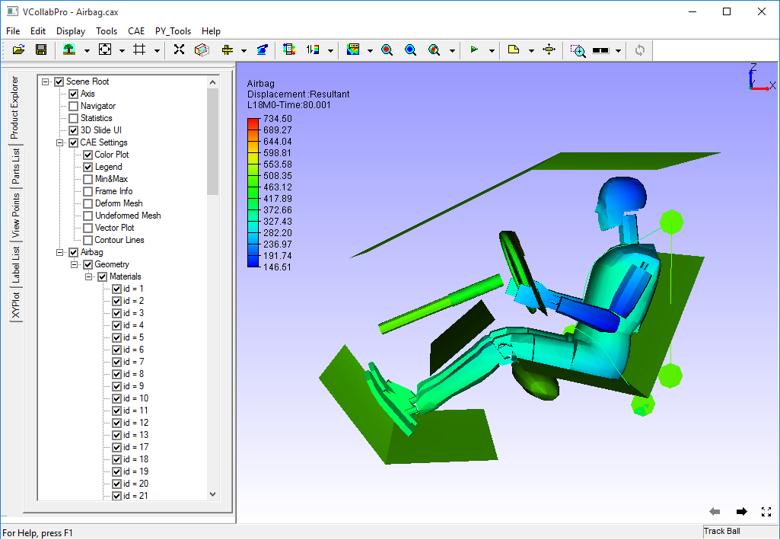 VCollabPro - Airbag.cax
File Edit Display Tools CAE PY_Tools Help
Product Explorer
Parts List
View Points
Label List
XYPlot
Scene Root
Axis
Navigator
Statistics
3D Slide UI
CAE Settings
Color Plot
Legend
Min&Max
Frame Info
Deform Mesh
Undeformed Mesh
Vector Plot
Contour Lines
Airbag
Geometry
Materials
id = 1
id = 2
id = 3
id = 4
id = 5
id = 6
id = 7
id = 8
id = 9
id = 10
id = 11
id = 12
id = 13
id = 17
id = 18
id = 19
id = 20
id = 21
Airbag
Displacement :Resultant
L18M0-Time:80.001
734.50
689.27
644.04
598.81
553.58
508.35
463.12
417.89
372.66
327.43
282.20
236.97
191.74
146.51
Z
Y
X
For Help, press F1
Track Ball